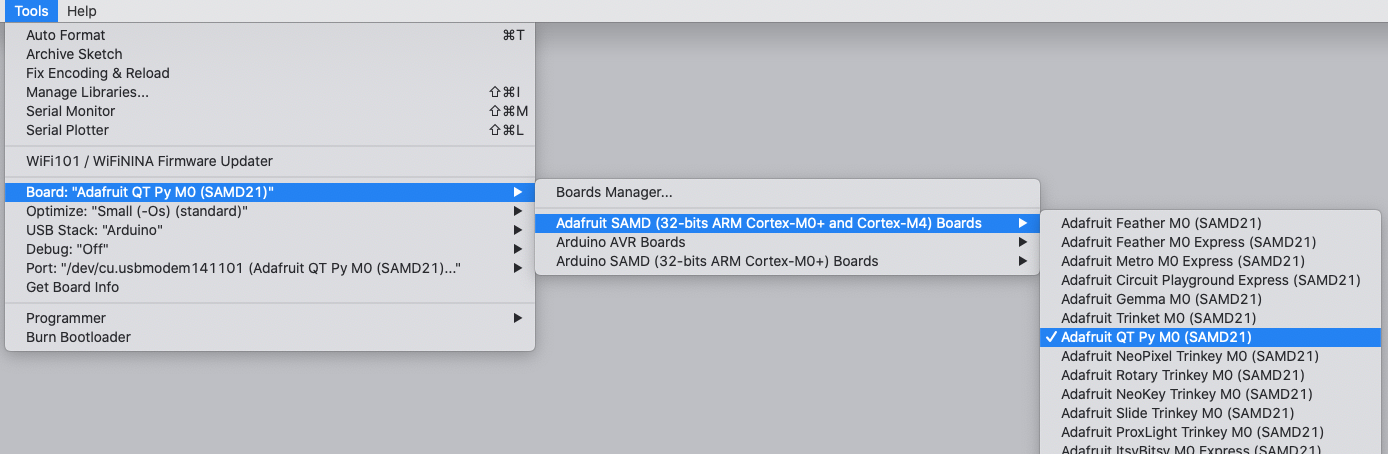 Tools Help
Auto Format ⌘T
Archive Sketch
Fix Encoding & Reload
Manage Libraries... ⇧⌘I
Serial Monitor ⇧⌘M
Serial Plotter ⇧⌘L
WiFi101 / WiFiNINA Firmware Updater
Board: "Adafruit QT Py M0 (SAMD21)"
Optimize: "Small (-Os) (standard)"
USB Stack: "Arduino"
Debug: "Off"
Port: "/dev/cu.usbmodem141101 (Adafruit QT Py M0 (SAMD21)..."
Get Board Info
Programmer
Burn Bootloader
Boards Manager...
Adafruit SAMD (32-bits ARM Cortex-M0+ and Cortex-M4) Boards
Arduino AVR Boards
Arduino SAMD (32-bits ARM Cortex-M0+) Boards
Adafruit Feather M0 (SAMD21)
Adafruit Feather M0 Express (SAMD21)
Adafruit Metro M0 Express (SAMD21)
Adafruit Circuit Playground Express (SAMD21)
Adafruit Gemma M0 (SAMD21)
Adafruit Trinket M0 (SAMD21)
✓ Adafruit QT Py M0 (SAMD21)
Adafruit NeoPixel Trinkey M0 (SAMD21)
Adafruit Rotary Trinkey M0 (SAMD21)
Adafruit NeoKey Trinkey M0 (SAMD21)
Adafruit Slide Trinkey M0 (SAMD21)
Adafruit ProxLight Trinkey M0 (SAMD21)
Adafruit ItsyBitsy M0 Express (SAMD21)